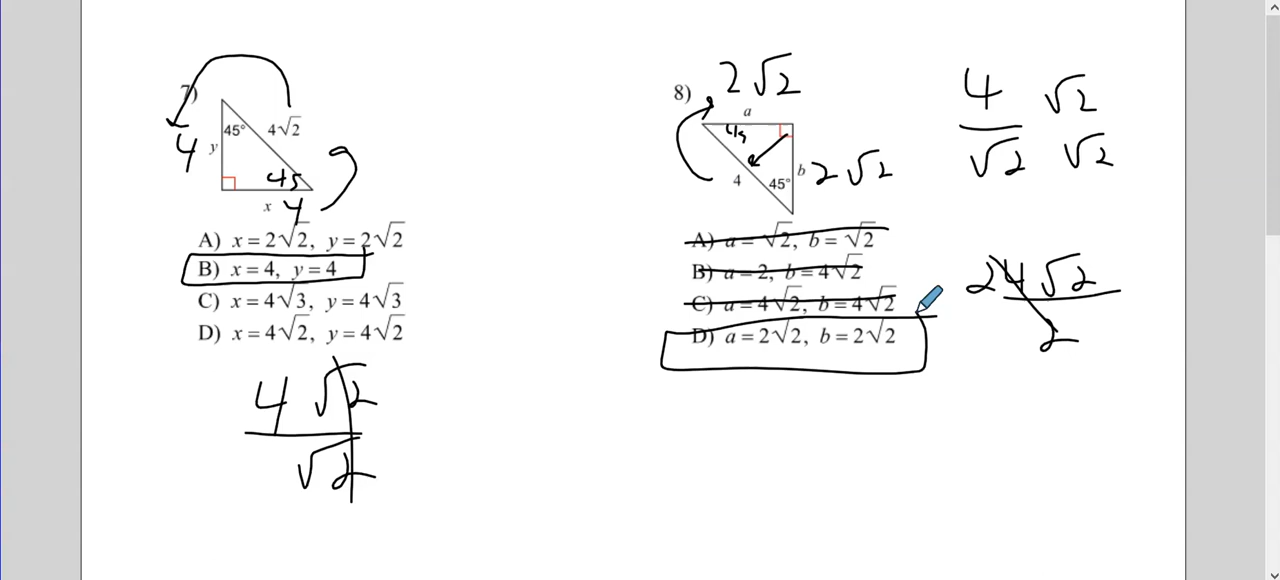 7)
45°
4√2
4
y
45
x
4
A) x = 2√2, y = 2√2
B) x = 4, y = 4
C) x = 4√3, y = 4√3
D) x = 4√2, y = 4√2
4 √2
√2
2√2
8)
a
45
b
2√2
4
45°
A) a = √2, b = √2
B) a = 2, b = 4√2
C) a = 4√2, b = 4√2
D) a = 2√2, b = 2√2
4 √2
√2 √2
2 4 √2
2